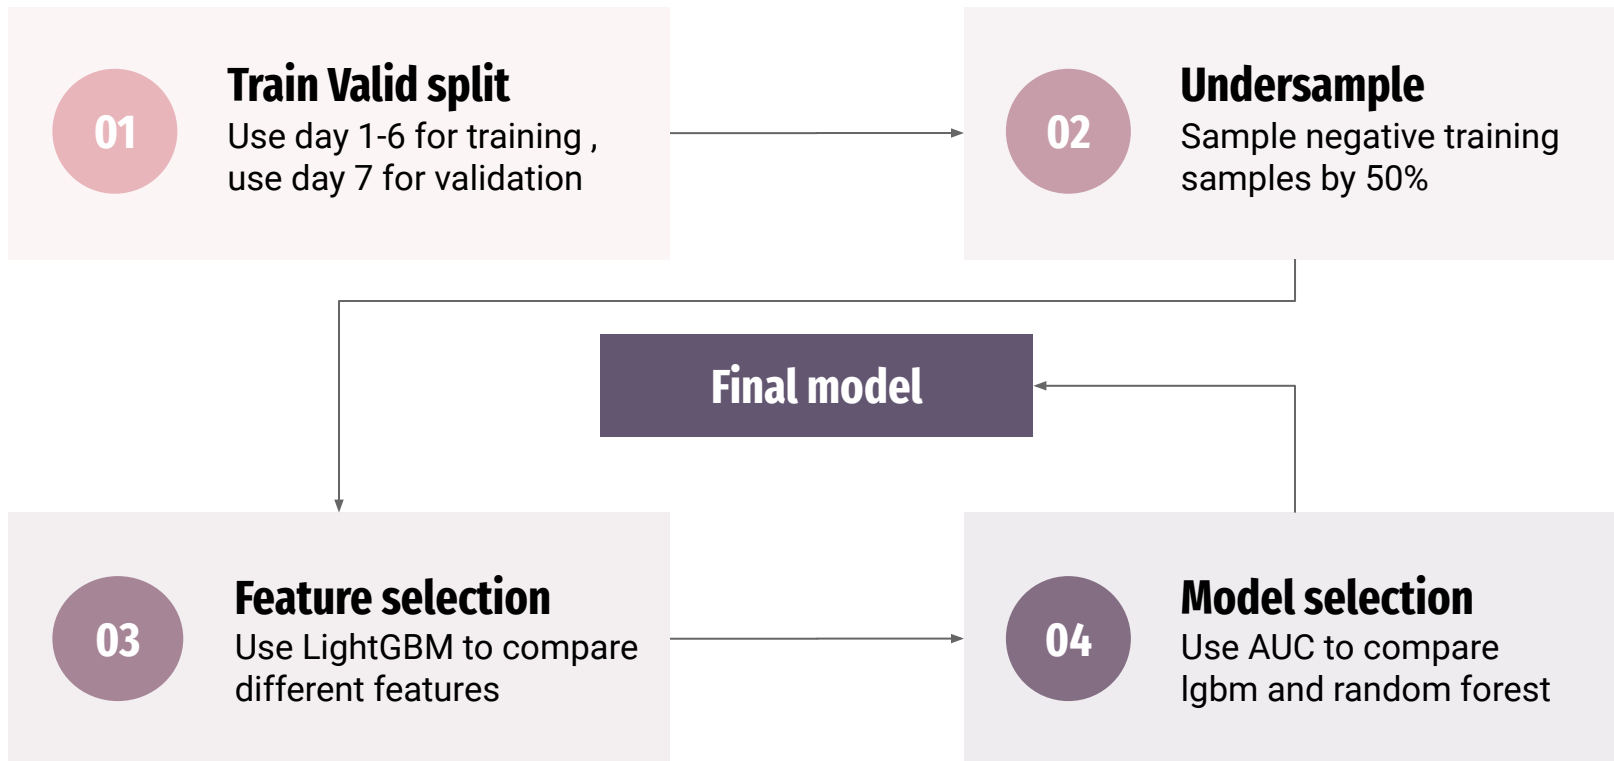 01
Train Valid split
Use day 1-6 for training ,
use day 7 for validation
02
Undersample
Sample negative training
samples by 50%
Final model
03
Feature selection
Use LightGBM to compare
different features
04
Model selection
Use AUC to compare
lgbm and random forest